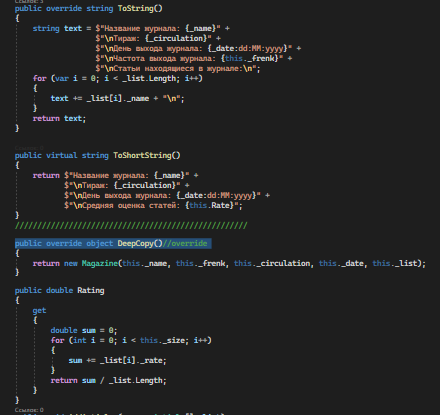 Ссылок: 3
public override string ToString()
{
string text = $"Название журнала: {_name}" +
$"\nТираж: {_circulation}" +
$"\nДень выхода журнала: {_date:dd:MM:yyyy}" +
$"\nЧастота выхода журнала: {this._frenk}" +
$"\nСтатьи находящиеся в журнале:\n";
for (var i = 0; i < _list.Length; i++)
{
text += _list[i]._name + "\n";
}
return text;
}
public virtual string ToShortString()
{
return $"Название журнала: {_name}" +
$"\nТираж: {_circulation}" +
$"\nДень выхода журнала: {_date:dd:MM:yyyy}" +
$"\nСредняя оценка статей: {this.Rate}";
}
////////////////////////////////////////////////////
public override object DeepCopy()//override
{
return new Magazine(this._name, this._frenk, this._circulation, this._date, this._list);
}
public double Rating
{
get
{
double sum = 0;
for (int i = 0; i < this._size; i++)
{
sum += _list[i]._rate;
}
return sum / _list.Length;
}
}
Ссылок: 0